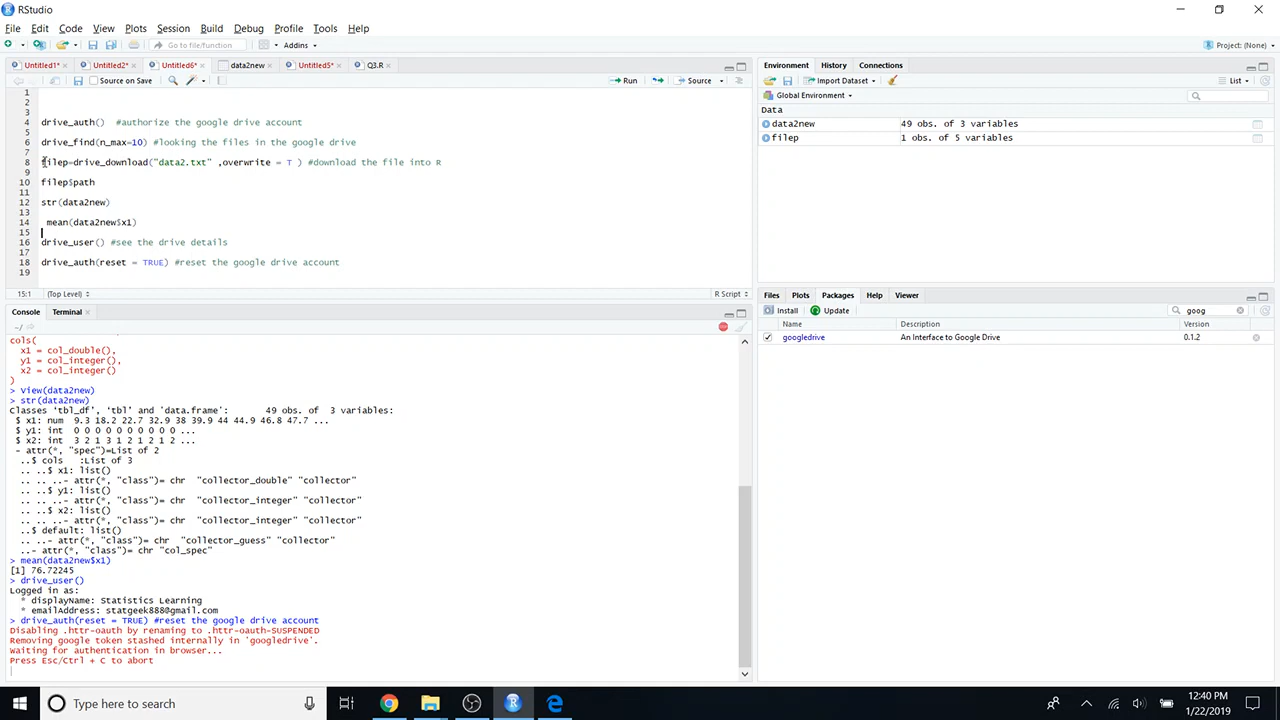 RStudio
File Edit Code View Plots Session Build Debug Profile Tools Help
Go to file/function Addins Project: (None)
Untitled1* Untitled2* Untitled6* data2new Untitled5* Q3.R
Source on Save Run Source
1
2
3
4 drive_auth()  #authorize the google drive account
5
6 drive_find(n_max=10) #looking the files in the google drive
7
8 filep=drive_download("data2.txt" ,overwrite = T ) #download the file into R
9
10 filep$path
11
12 str(data2new)
13
14 mean(data2new$x1)
15
16 drive_user() #see the drive details
17
18 drive_auth(reset = TRUE) #reset the google drive account
19
15:1 (Top Level) R Script
Console Terminal
~/
cols(
x1 = col_double(),
y1 = col_integer(),
x2 = col_integer()
)
> View(data2new)
> str(data2new)
Classes 'tbl_df', 'tbl' and 'data.frame': 49 obs. of 3 variables:
$ x1: num 9.3 18.2 22.7 32.9 38 39.9 44 44.9 46.8 47.7 ...
$ y1: int 0 0 0 0 0 0 0 0 0 0 ...
$ x2: int 3 2 1 3 1 2 1 2 1 2 ...
- attr(*, "spec")=List of 2
..$ cols :List of 3
.. ..$ x1: list()
.. .. ..- attr(*, "class")= chr "collector_double" "collector"
.. ..$ y1: list()
.. .. ..- attr(*, "class")= chr "collector_integer" "collector"
.. ..$ x2: list()
.. .. ..- attr(*, "class")= chr "collector_integer" "collector"
..$ default: list()
.. ..- attr(*, "class")= chr "collector_guess" "collector"
..- attr(*, "class")= chr "col_spec"
> mean(data2new$x1)
[1] 76.72245
> drive_user()
Logged in as:
* displayName: Statistics Learning
* emailAddress: statgeek888@gmail.com
> drive_auth(reset = TRUE) #reset the google drive account
Disabling .httr-oauth by renaming to .httr-oauth-SUSPENDED
Removing google token stashed internally in 'googledrive'.
Waiting for authentication in browser...
Press Esc/Ctrl + C to abort
Environment History Connections
Import Dataset List
Global Environment
Data
data2new 49 obs. of 3 variables
filep 1 obs. of 5 variables
Files Plots Packages Help Viewer
Install Update goog
Name Description Version
googledrive An Interface to Google Drive 0.1.2
Type here to search
12:40 PM
1/22/2019